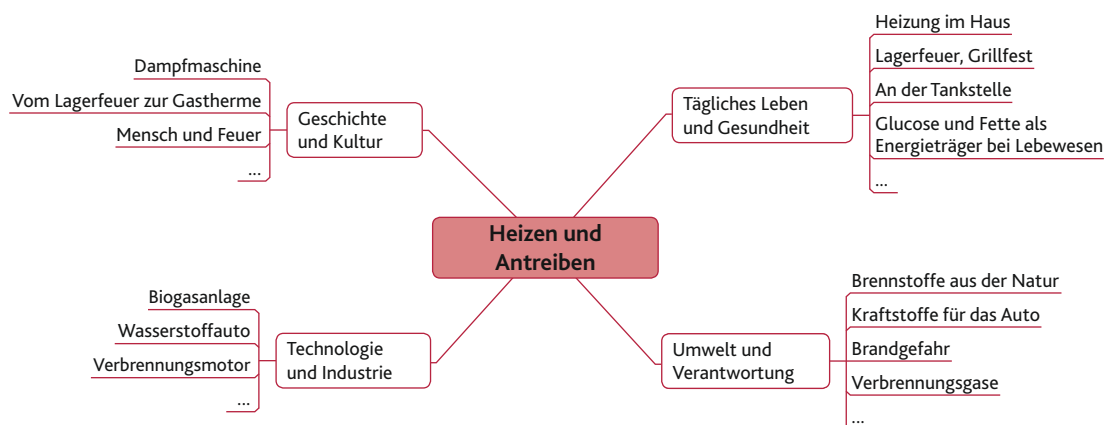 Dampfmaschine
Vom Lagerfeuer zur Gastherme
Mensch und Feuer
...
Geschichte
und Kultur
Heizung im Haus
Lagerfeuer, Grillfest
An der Tankstelle
Glucose und Fette als
Energieträger bei Lebewesen
...
Tägliches Leben
und Gesundheit
Heizen und
Antreiben
Biogasanlage
Wasserstoffauto
Verbrennungsmotor
...
Technologie
und Industrie
Brennstoffe aus der Natur
Kraftstoffe für das Auto
Brandgefahr
Verbrennungsgase
...
Umwelt und
Verantwortung